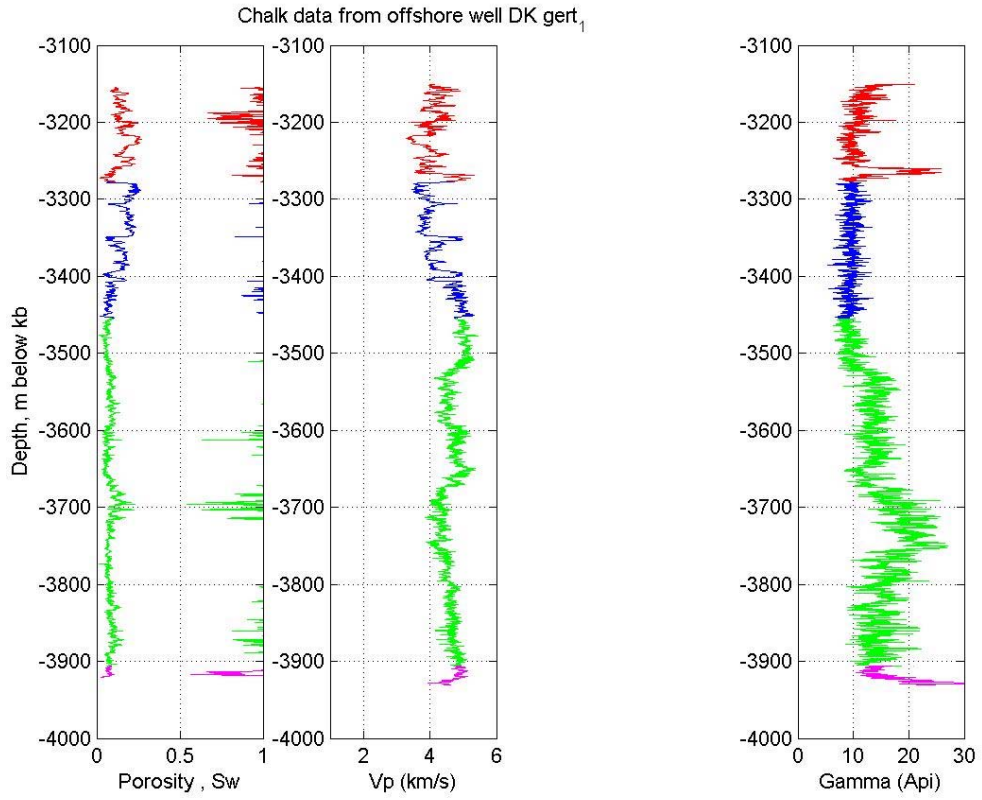 Chalk data from offshore well DK gert1
-3100 -3100 -3100
-3200 -3200 -3200
-3300 -3300 -3300
-3400 -3400 -3400
-3500 -3500 -3500
-3600 -3600 -3600
-3700 -3700 -3700
-3800 -3800 -3800
-3900 -3900 -3900
-4000 -4000 -4000
Depth, m below kb
0 0.5 1 2 4 6 0 10 20 30
Porosity , Sw Vp (km/s) Gamma (Api)